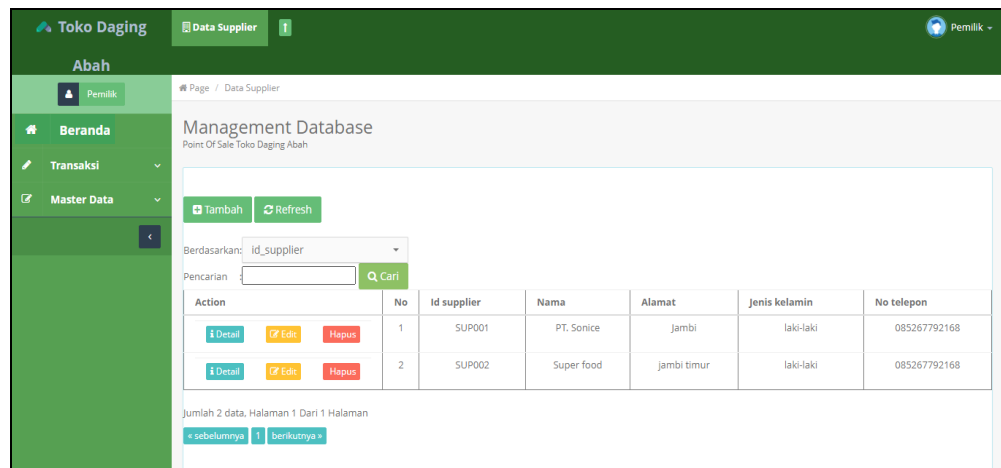 Toko Daging
Abah
Data Supplier
Pemilik
Pemilik
Beranda
Transaksi
Master Data
Page / Data Supplier
Management Database
Point Of Sale Toko Daging Abah
Tambah Refresh
Berdasarkan: id_supplier
Pencarian : Cari
Action No Id supplier Nama Alamat Jenis kelamin No telepon
Detail Edit Hapus 1 SUP001 PT. Sonice Jambi laki-laki 085267792168
Detail Edit Hapus 2 SUP002 Super food jambi timur laki-laki 085267792168
Jumlah 2 data, Halaman 1 Dari 1 Halaman
« sebelumnya 1 berikutnya »